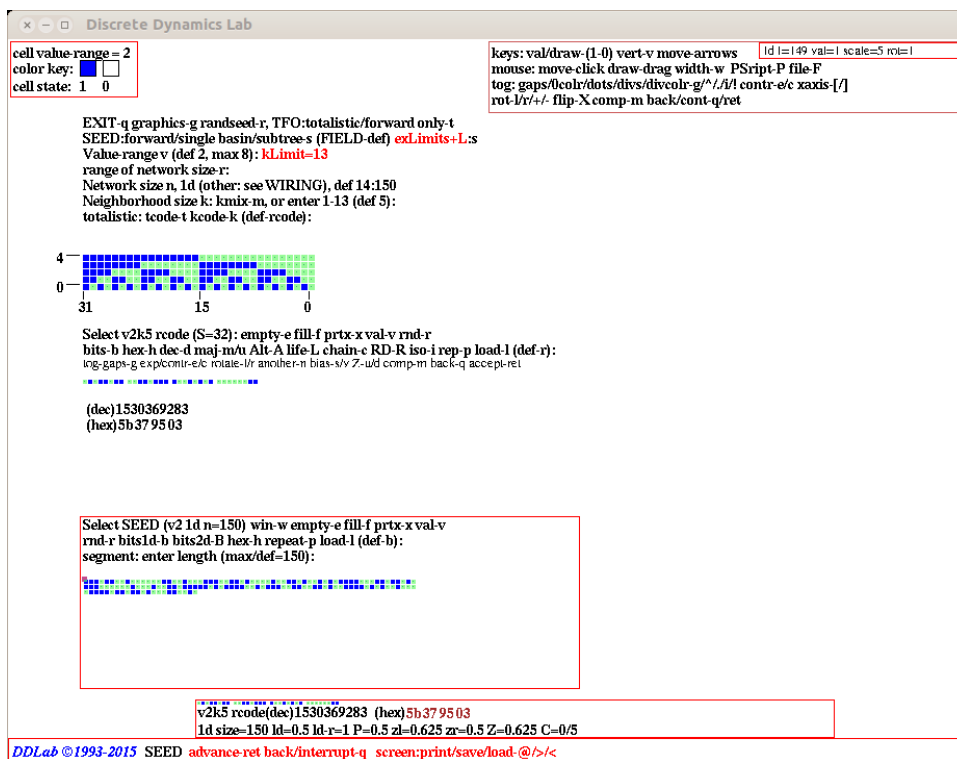 Discrete Dynamics Lab
cell value-range = 2
color key:
cell state: 1 0
keys: val/draw-(1-0) vert-v move-arrows
1d i=149 val=1 scale=5 rot=1
mouse: move-click draw-drag width-w PSript-P file-F
tog: gaps/0colr/dots/divs/divcolr-g/^/./i/! contr-e/c xaxis-[/]
rot-l/r/+/- flip-X comp-m back/cont-q/ret
EXIT-q graphics-g randseed-r, TFO:totalistic/forward only-t
SEED:forward/single basin/subtree-s (FIELD-def) exLimits+L:s
Value-range v (def 2, max 8): kLimit=13
range of network size-r:
Network size n, 1d (other: see WIRING), def 14:150
Neighborhood size k: kmix-m, or enter 1-13 (def 5):
totalistic: tcode-t kcode-k (def-rcode):
4
0
31 15 0
Select v2k5 rcode (S=32): empty-e fill-f prtx-x val-v rnd-r
bits-b hex-h dec-d maj-m/u Alt-A life-L chain-c RD-R iso-i rep-p load-l (def-r):
tog-gaps-g exp/contr-e/c rotate-l/r another-n bias-s/v Z-u/d comp-m back-q accept-ret
(dec)1530369283
(hex)5b379503
Select SEED (v2 1d n=150) win-w empty-e fill-f prtx-x val-v
rnd-r bits1d-b bits2d-B hex-h repeat-p load-l (def-b):
segment: enter length (max/def=150):
v2k5 rcode(dec)1530369283 (hex)5b379503
1d size=150 ld=0.5 ld-r=1 P=0.5 zl=0.625 zr=0.5 Z=0.625 C=0/5
DDLab ©1993-2015 SEED advance-ret back/interrupt-q screen:print/save/load-@/>/<